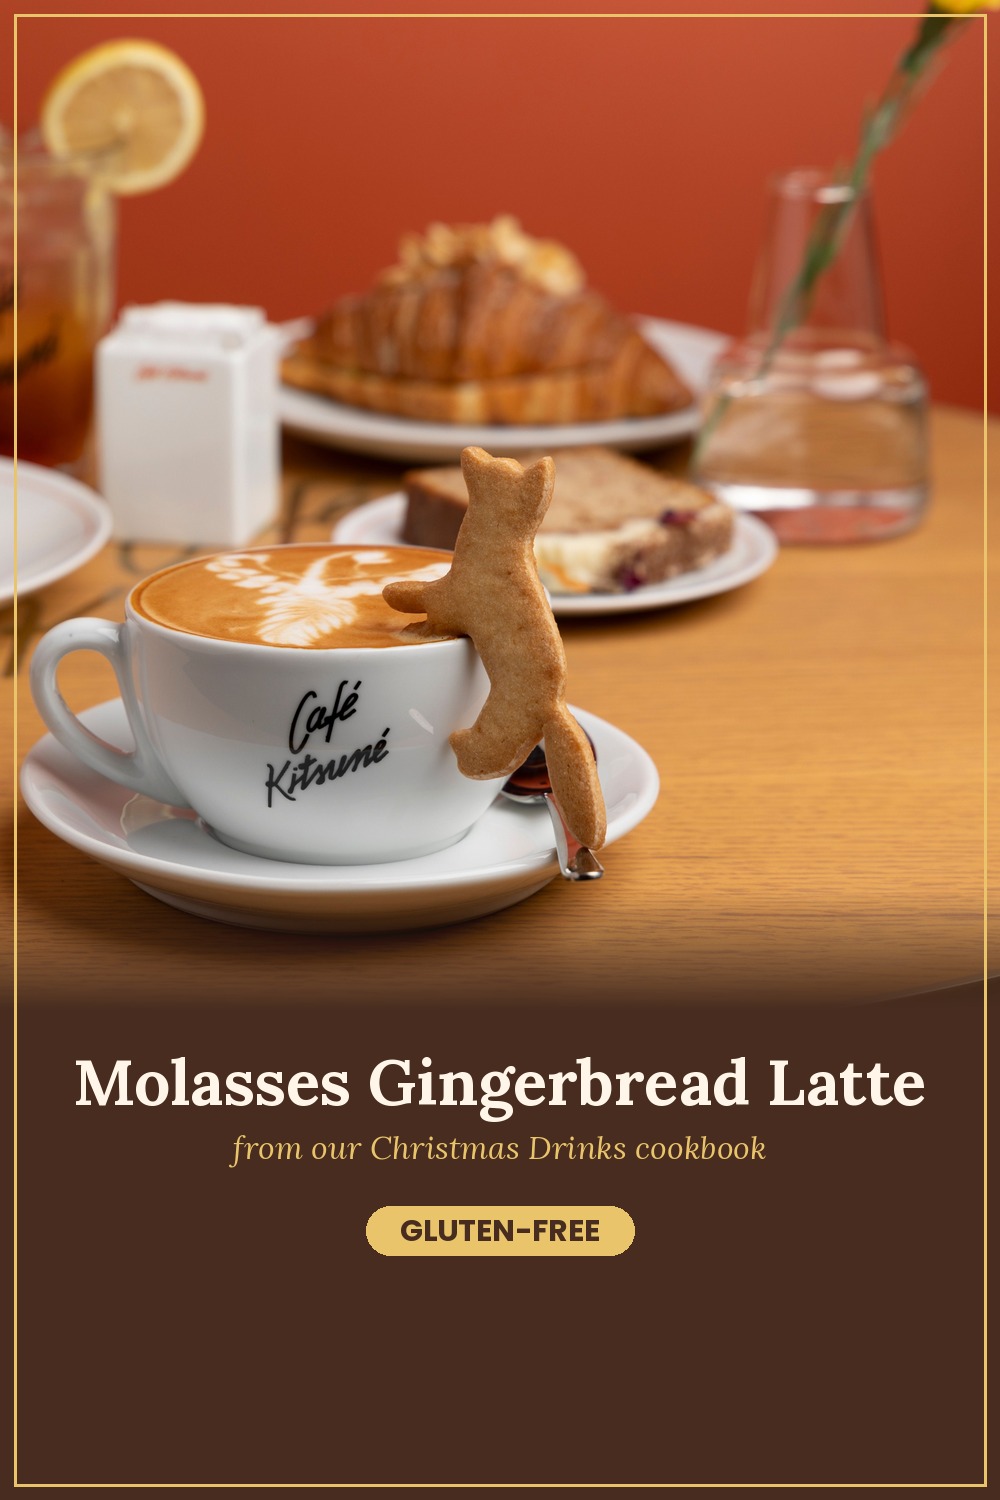 Café
Kitsuné
Molasses Gingerbread Latte
from our Christmas Drinks cookbook
GLUTEN-FREE